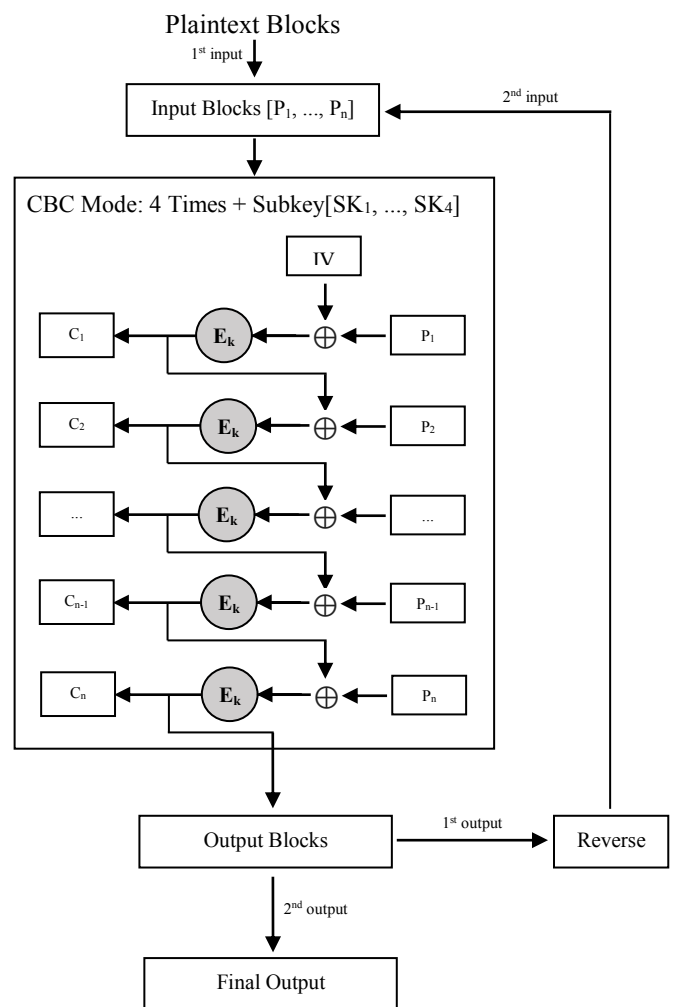 Plaintext Blocks
1st input
2nd input
Input Blocks [P1, ..., Pn]
CBC Mode: 4 Times + Subkey[SK1, ..., SK4]
IV
C1
Ek
⊕
P1
C2
Ek
⊕
P2
...
Ek
⊕
...
Cn-1
Ek
⊕
Pn-1
Cn
Ek
⊕
Pn
Output Blocks
1st output
Reverse
2nd output
Final Output